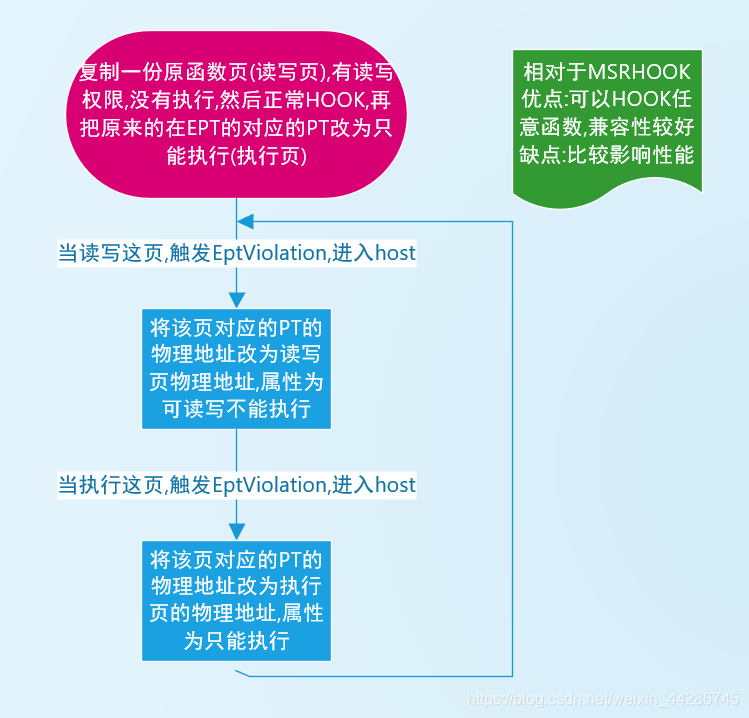 复制一份原函数页(读写页),有读写
权限,没有执行,然后正常HOOK,再
把原来的在EPT的对应的PT改为只
能执行(执行页)
相对于MSRHOOK
优点:可以HOOK任
意函数,兼容性较好
缺点:比较影响性能
当读写这页,触发EptViolation,进入host
将该页对应的PT的
物理地址改为读写
页物理地址,属性为
可读写不能执行
当执行这页,触发EptViolation,进入host
将该页对应的PT的
物理地址改为执行
页的物理地址,属性
为只能执行
https://blog.csdn.net/weixin_44286745